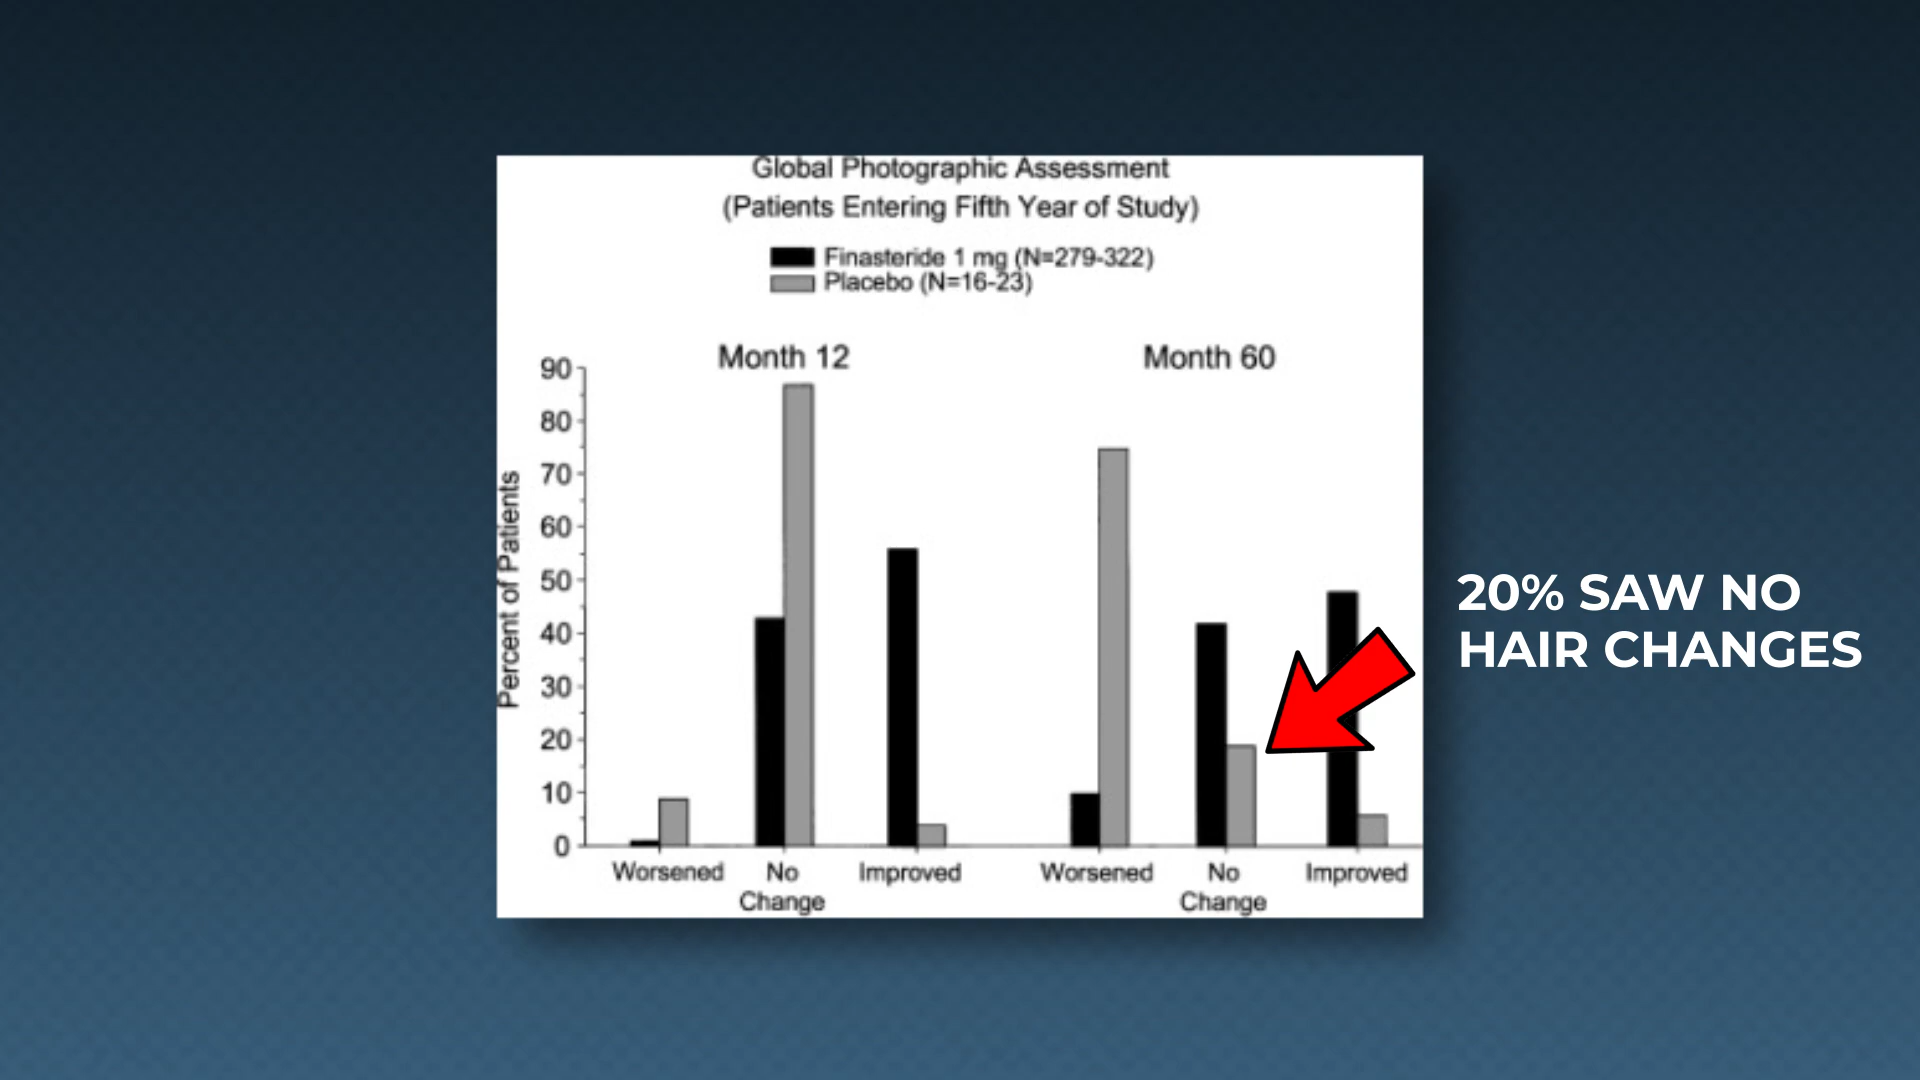 Global Photographic Assessment
(Patients Entering Fifth Year of Study)
Finasteride 1 mg (N=279-322)
Placebo (N=16-23)
Month 12
Month 60
Percent of Patients
90
80
70
60
50
40
30
20
10
0
Worsened
No
Change
Improved
Worsened
No
Change
Improved
20% SAW NO
HAIR CHANGES